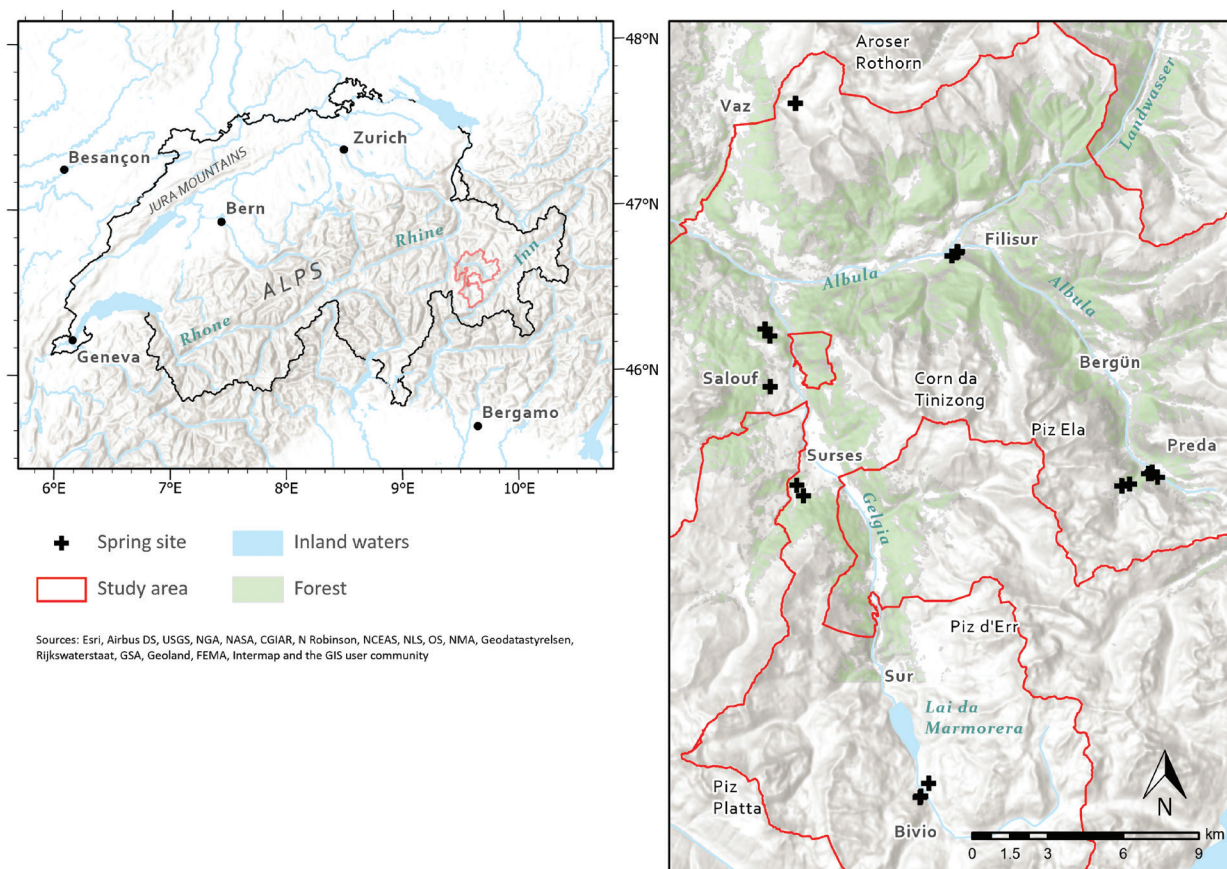 48°N
47°N
46°N
6°E
7°E
8°E
9°E
10°E
Besançon
Zurich
JURA MOUNTAINS
Bern
Rhine
Inn
ALPS
Rhone
Geneva
Bergamo
Spring site
Inland waters
Study area
Forest
Sources: Esri, Airbus DS, USGS, NGA, NASA, CGIAR, N Robinson, NCEAS, NLS, OS, NMA, Geodatastyrelsen,
Rijkswaterstaat, GSA, Geoland, FEMA, Intermap and the GIS user community
Aroser
Rothorn
Vaz
Landwasser
Filisur
Albula
Albula
Bergün
Salouf
Corn da
Tinizong
Piz Ela
Preda
Surses
Gelgia
Piz d'Err
Sur
Lai da
Marmorera
Piz
Platta
Bivio
N
km
0 1.5 3 6 9